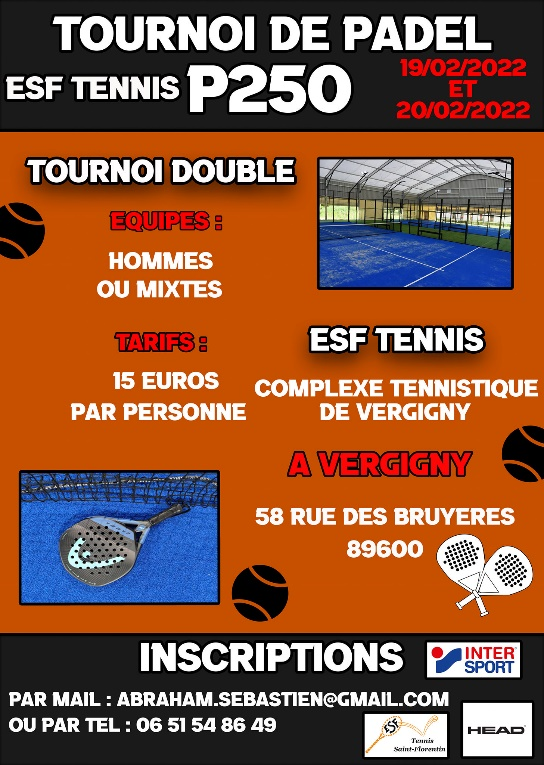 TOURNOI DE PADEL
ESF TENNIS P250
19/02/2022
ET
20/02/2022
TOURNOI DOUBLE
EQUIPES :
HOMMES
OU MIXTES
TARIFS :
15 EUROS
PAR PERSONNE
ESF TENNIS
COMPLEXE TENNISTIQUE
DE VERGIGNY
A VERGIGNY
58 RUE DES BRUYERES
89600
INSCRIPTIONS
INTER
SPORT
PAR MAIL : ABRAHAM.SEBASTIEN@GMAIL.COM
OU PAR TEL : 06 51 54 86 49
ESF
Tennis
Saint-Florentin
HEAD